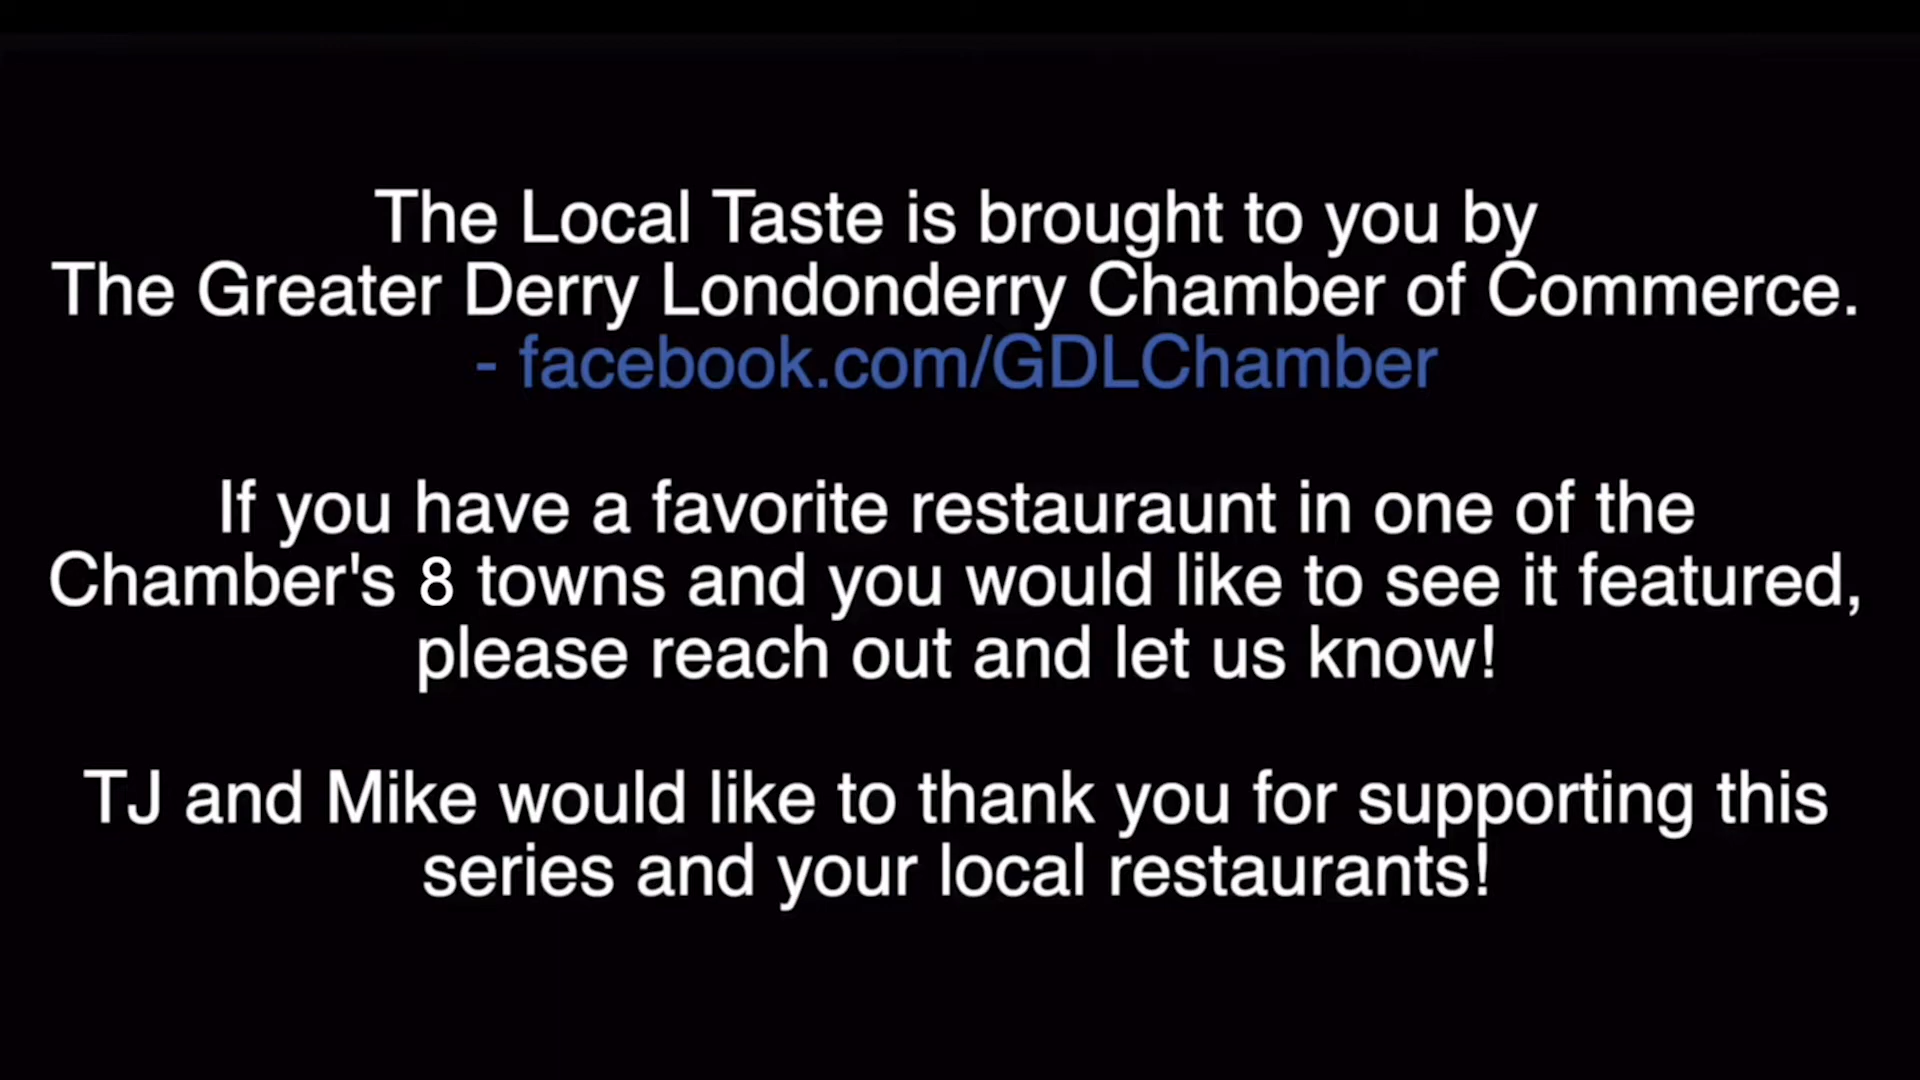 The Local Taste is brought to you by
The Greater Derry Londonderry Chamber of Commerce.
- facebook.com/GDLChamber
If you have a favorite restauraunt in one of the
Chamber's 8 towns and you would like to see it featured,
please reach out and let us know!
TJ and Mike would like to thank you for supporting this
series and your local restaurants!